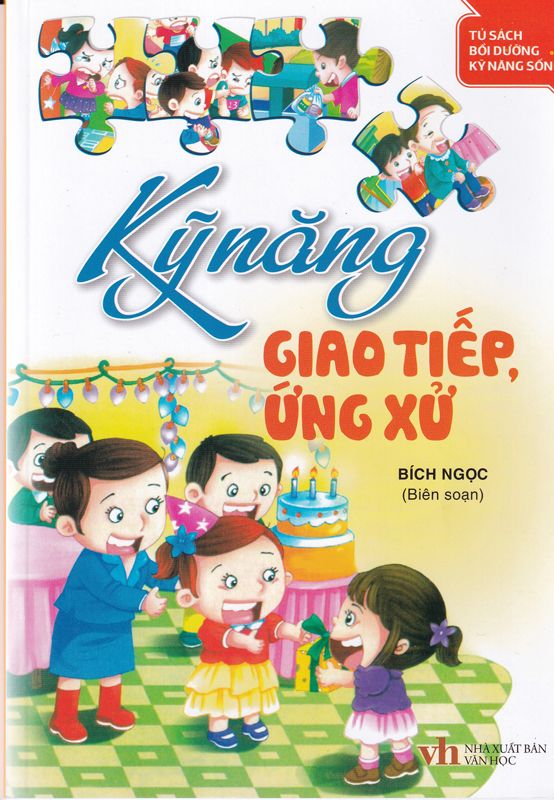 TỦ SÁCH
BỒI DƯỠNG
KỸ NĂNG SỐN
Kỹ năng
GIAO TIẾP,
ỨNG XỬ
BÍCH NGỌC
(Biên soạn)
vh NHÀ XUẤT BẢN
VĂN HỌC